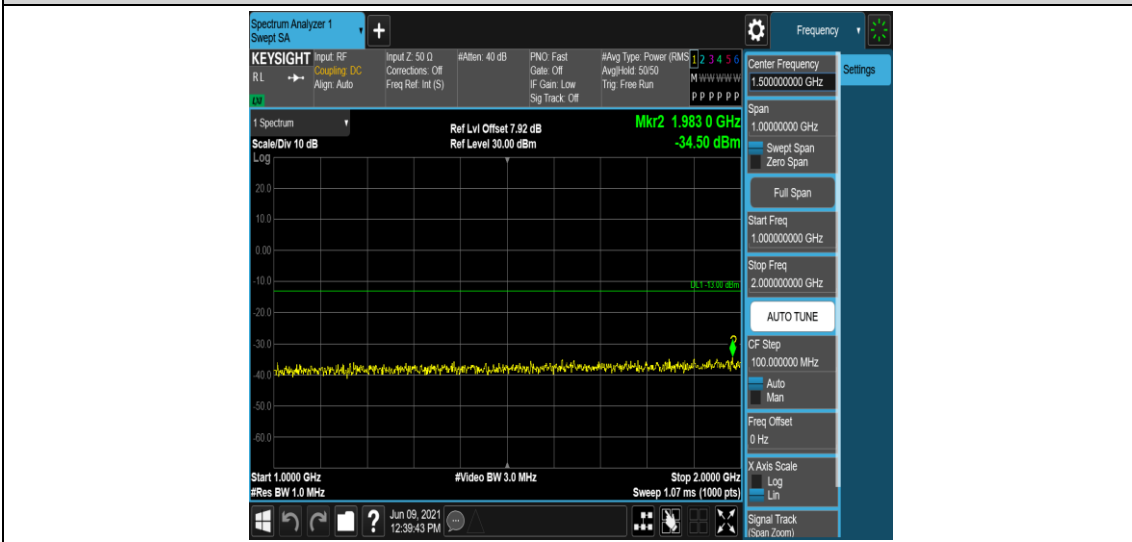 Spectrum Analyzer 1
Swept SA
+
Frequency
KEYSIGHT
RL
LXI
Input: RF
Coupling: DC
Align: Auto
Input Z: 50 Ω
Corrections: Off
Freq Ref: Int (S)
#Atten: 40 dB
PNO: Fast
Gate: Off
IF Gain: Low
Sig Track: Off
#Avg Type: Power (RMS
Avg|Hold: 50/50
Trig: Free Run
1 2 3 4 5 6
M W W W W W
P P P P P P
1 Spectrum
Scale/Div 10 dB
Log
Ref Lvl Offset 7.92 dB
Ref Level 30.00 dBm
Mkr2 1.983 0 GHz
-34.50 dBm
20.0
10.0
0.00
-10.0
DL1 -13.00 dBm
-20.0
-30.0
2
-40.0
-50.0
-60.0
Start 1.0000 GHz
#Res BW 1.0 MHz
#Video BW 3.0 MHz
Stop 2.0000 GHz
Sweep 1.07 ms (1000 pts)
?
Jun 09, 2021
12:39:43 PM
Center Frequency
1.500000000 GHz
Settings
Span
1.00000000 GHz
Swept Span
Zero Span
Full Span
Start Freq
1.000000000 GHz
Stop Freq
2.000000000 GHz
AUTO TUNE
CF Step
100.000000 MHz
Auto
Man
Freq Offset
0 Hz
X Axis Scale
Log
Lin
Signal Track
(Span Zoom)